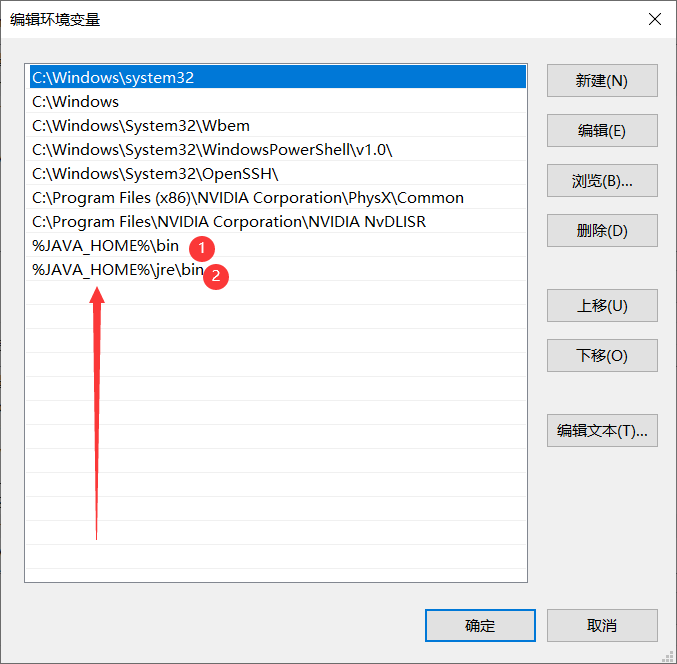 编辑环境变量
C:\Windows\system32
C:\Windows
C:\Windows\System32\Wbem
C:\Windows\System32\WindowsPowerShell\v1.0\
C:\Windows\System32\OpenSSH\
C:\Program Files (x86)\NVIDIA Corporation\PhysX\Common
C:\Program Files\NVIDIA Corporation\NVIDIA NvDLISR
%JAVA_HOME%\bin 1
%JAVA_HOME%\jre\bin 2
新建(N)
编辑(E)
浏览(B)...
删除(D)
上移(U)
下移(O)
编辑文本(T)...
确定
取消